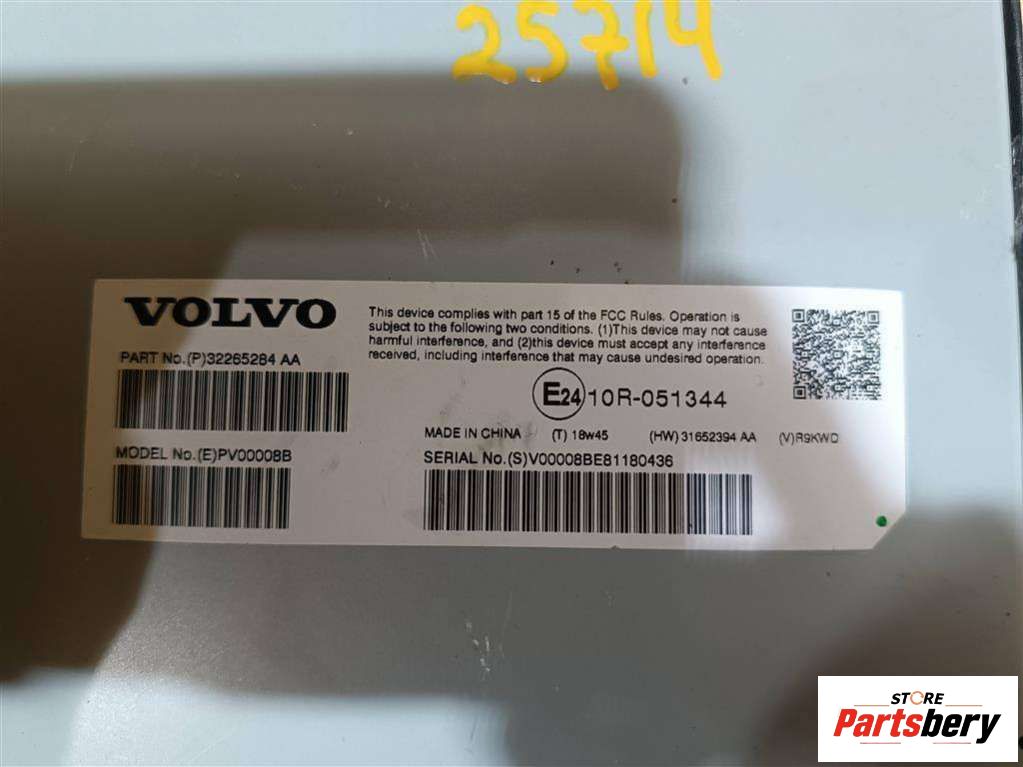 25714
VOLVO
This device complies with part 15 of the FCC Rules. Operation is
subject to the following two conditions. (1)This device may not cause
harmful interference, and (2)this device must accept any interference
received, including interference that may cause undesired operation.
PART No.(P)32265284 AA
E24 10R-051344
MADE IN CHINA (T) 18w45 (HW) 31652394 AA (V)R9KWD
MODEL No.(E)PV00008B
SERIAL No.(S)V00008BE81180436
STORE
Partsbery